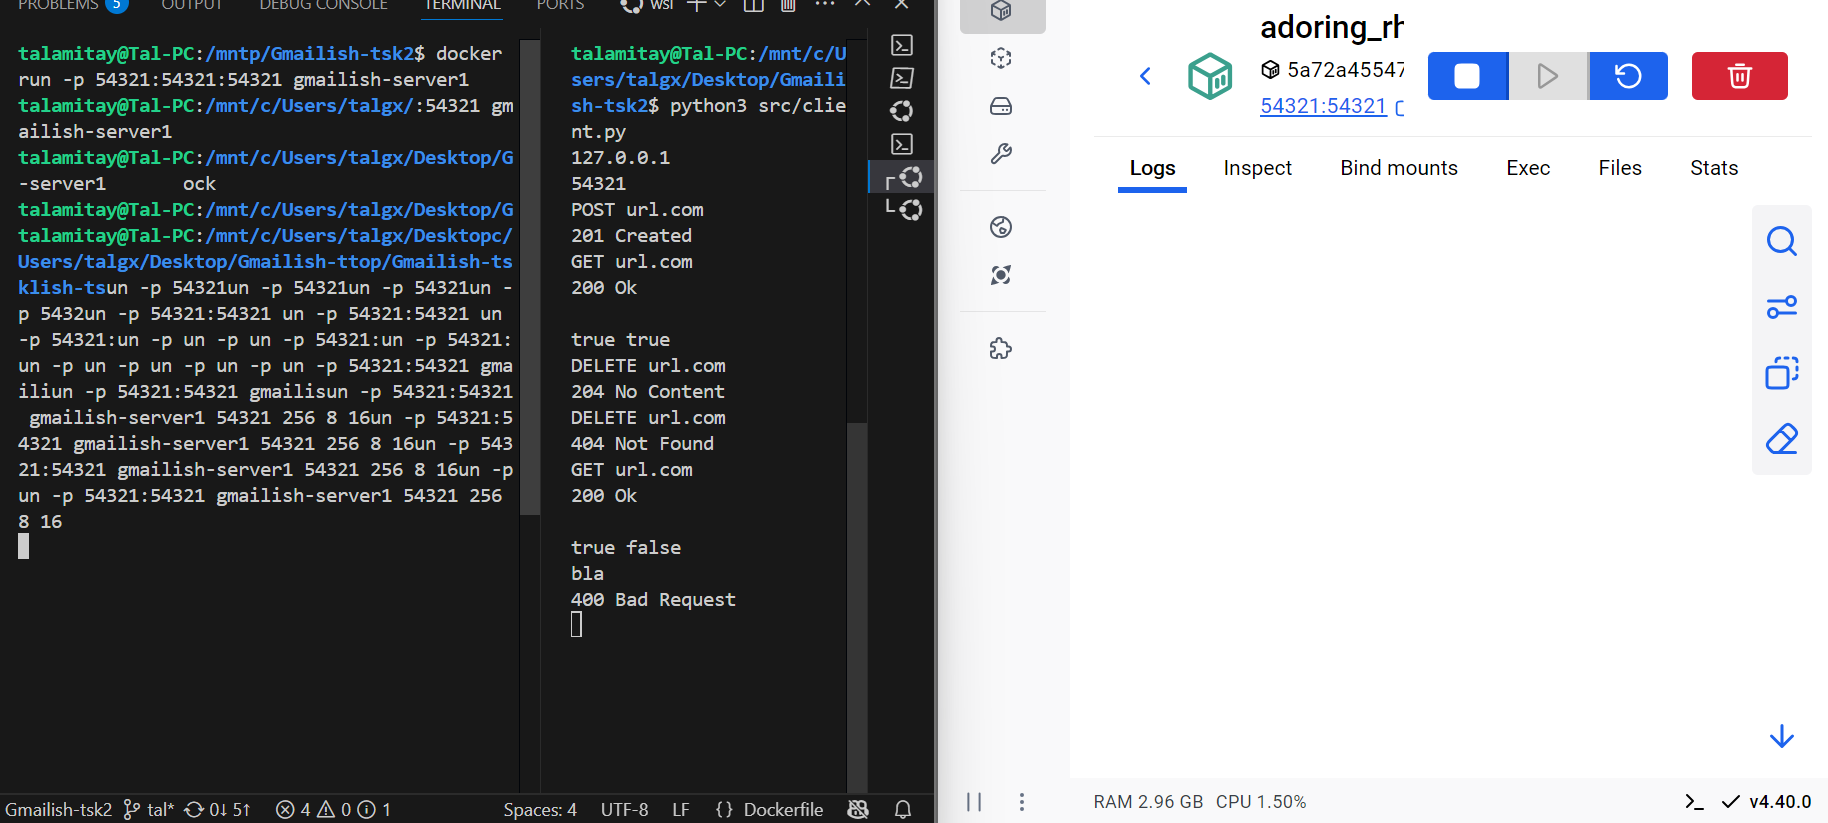 PROBLEMS 5 OUTPUT DEBUG CONSOLE TERMINAL PORTS wsl
talamitay@Tal-PC:/mntp/Gmailish-tsk2$ docker
run -p 54321:54321:54321 gmailish-server1
talamitay@Tal-PC:/mnt/c/Users/talgx/:54321 gm
ailish-server1
talamitay@Tal-PC:/mnt/c/Users/talgx/Desktop/G
-server1       ock
talamitay@Tal-PC:/mnt/c/Users/talgx/Desktop/G
talamitay@Tal-PC:/mnt/c/Users/talgx/Desktopc/
Users/talgx/Desktop/Gmailish-ttop/Gmailish-ts
klish-tsun -p 54321un -p 54321un -p 54321un -
p 5432un -p 54321:54321 un -p 54321:54321 un
-p 54321:un -p un -p un -p 54321:un -p 54321:
un -p un -p un -p un -p un -p 54321:54321 gma
iliun -p 54321:54321 gmailisun -p 54321:54321
 gmailish-server1 54321 256 8 16un -p 54321:5
4321 gmailish-server1 54321 256 8 16un -p 543
21:54321 gmailish-server1 54321 256 8 16un -p
un -p 54321:54321 gmailish-server1 54321 256
8 16
talamitay@Tal-PC:/mnt/c/U
sers/talgx/Desktop/Gmaili
sh-tsk2$ python3 src/clie
nt.py
127.0.0.1
54321
POST url.com
201 Created
GET url.com
200 Ok
true true
DELETE url.com
204 No Content
DELETE url.com
404 Not Found
GET url.com
200 Ok
true false
bla
400 Bad Request
Gmailish-tsk2 tal* 0↓ 5↑ 4 0 1 Spaces: 4 UTF-8 LF {} Dockerfile
adoring_rh
5a72a45547
54321:54321
Logs Inspect Bind mounts Exec Files Stats
RAM 2.96 GB CPU 1.50% v4.40.0